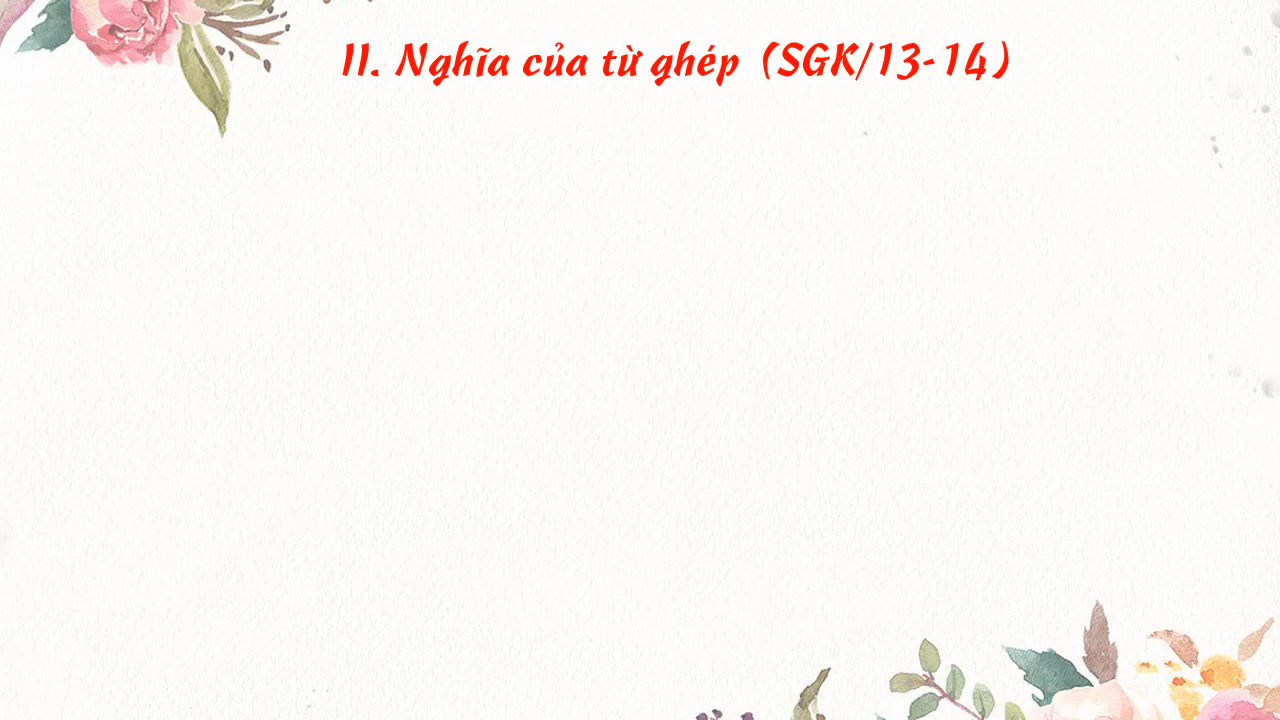 II. Nghĩa của từ ghép (SGK/13-14)